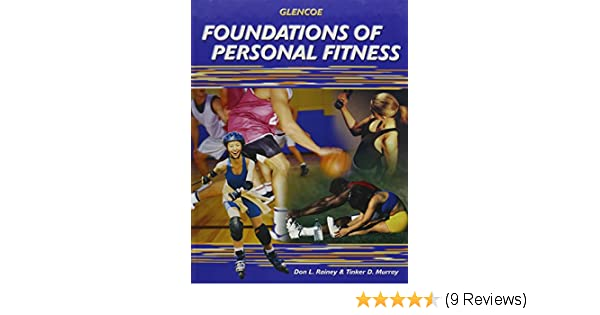 GLENCOE
FOUNDATIONS OF
PERSONAL FITNESS
Don L. Rainey & Tinker D. Murray
(9 Reviews)